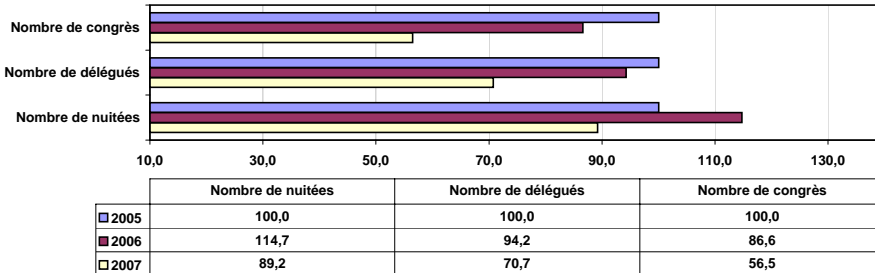 Nombre de congrès
Nombre de délégués
Nombre de nuitées
10,0 30,0 50,0 70,0 90,0 110,0 130,0
Nombre de nuitées Nombre de délégués Nombre de congrès
2005 100,0 100,0 100,0
2006 114,7 94,2 86,6
2007 89,2 70,7 56,5